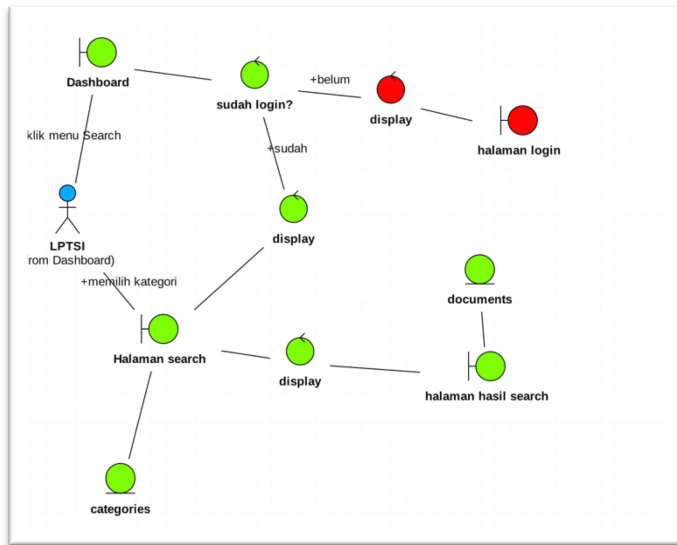 Dashboard
sudah login?
+belum
display
halaman login
klik menu Search
+sudah
LPTSI
rom Dashboard)
display
+memilih kategori
documents
Halaman search
display
halaman hasil search
categories